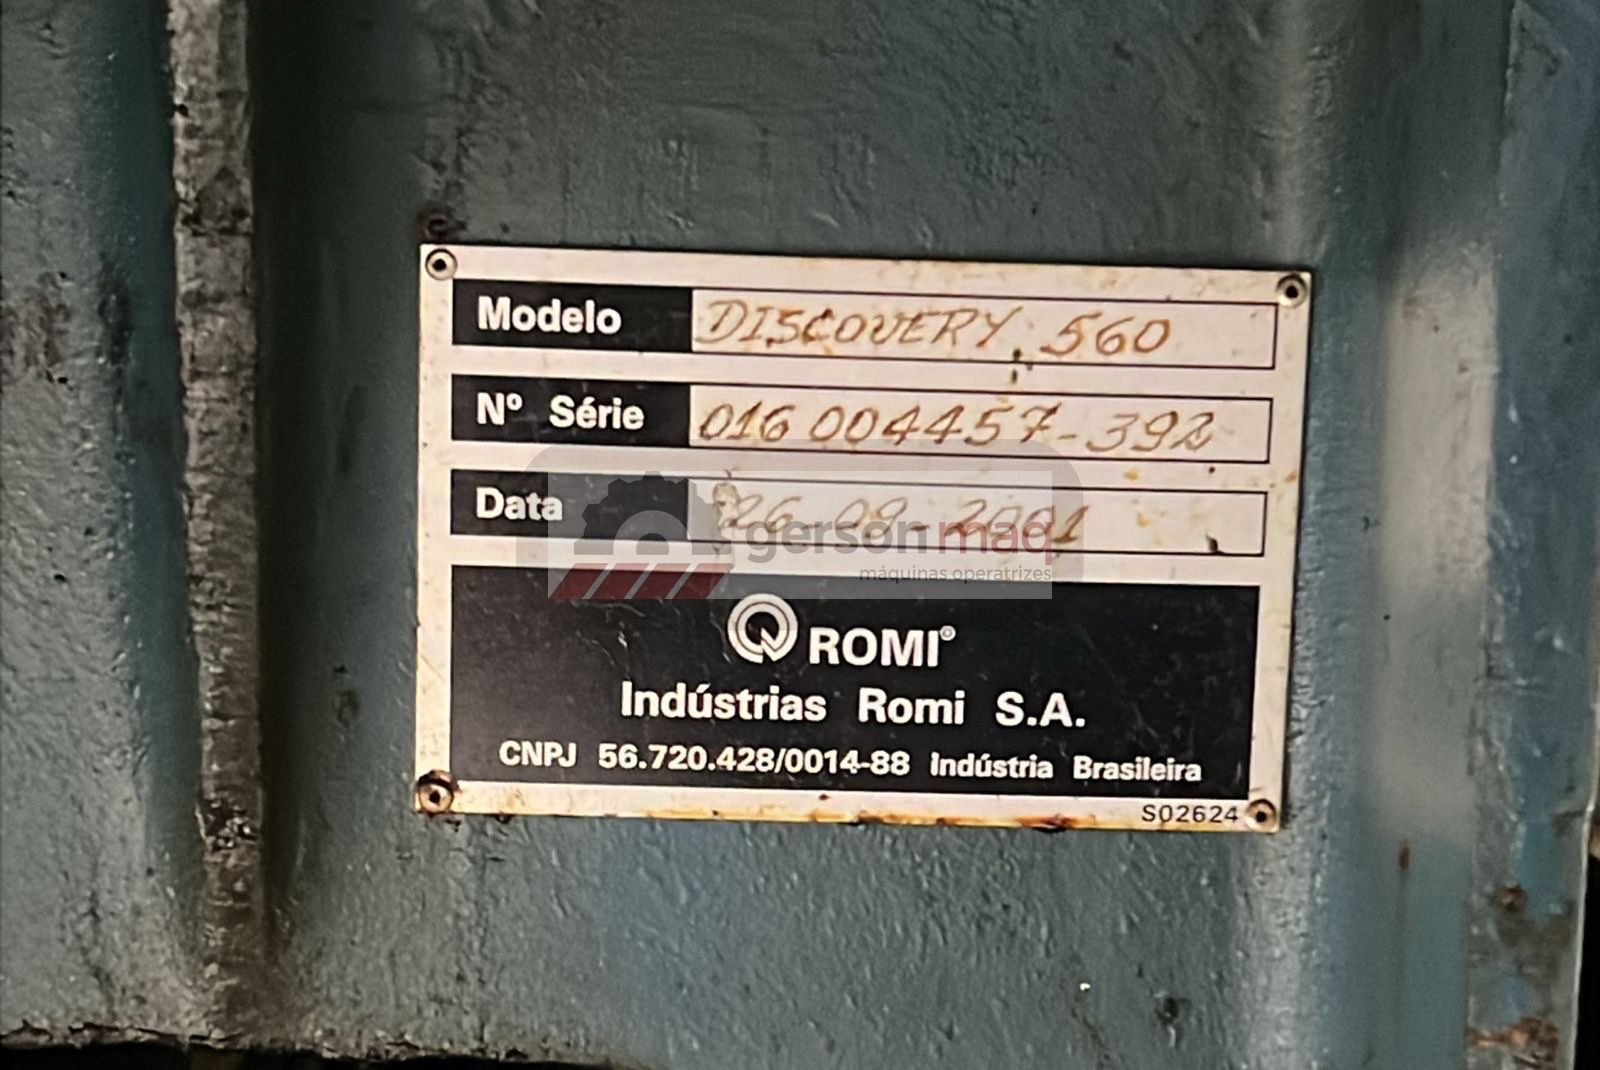 Modelo DISCOVERY 560
Nº Série 016 004457-392
Data 26-09-2001
gerson maq
máquinas operatrizes
ROMI®
Indústrias Romi S.A.
CNPJ 56.720.428/0014-88 Indústria Brasileira
S02624